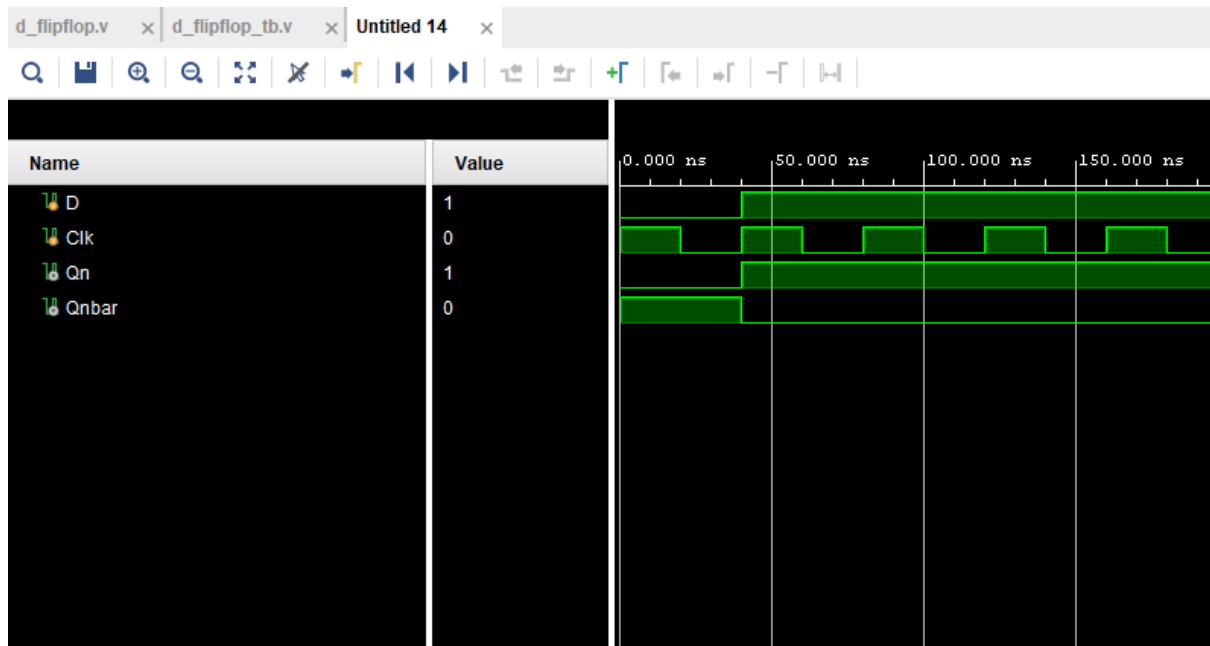 d_flipflop.v × d_flipflop_tb.v × Untitled 14 ×
Name Value 0.000 ns 50.000 ns 100.000 ns 150.000 ns
D 1
Clk 0
Qn 1
Qnbar 0